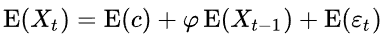 E(X_t) = E(c) + φ E(X_{t−1}) + E(ε_t)